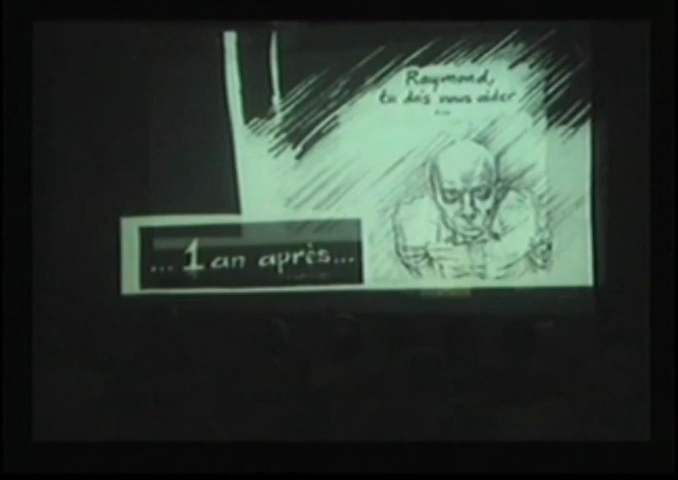 Raymond,
tu dois nous aider
...
... 1 an après...